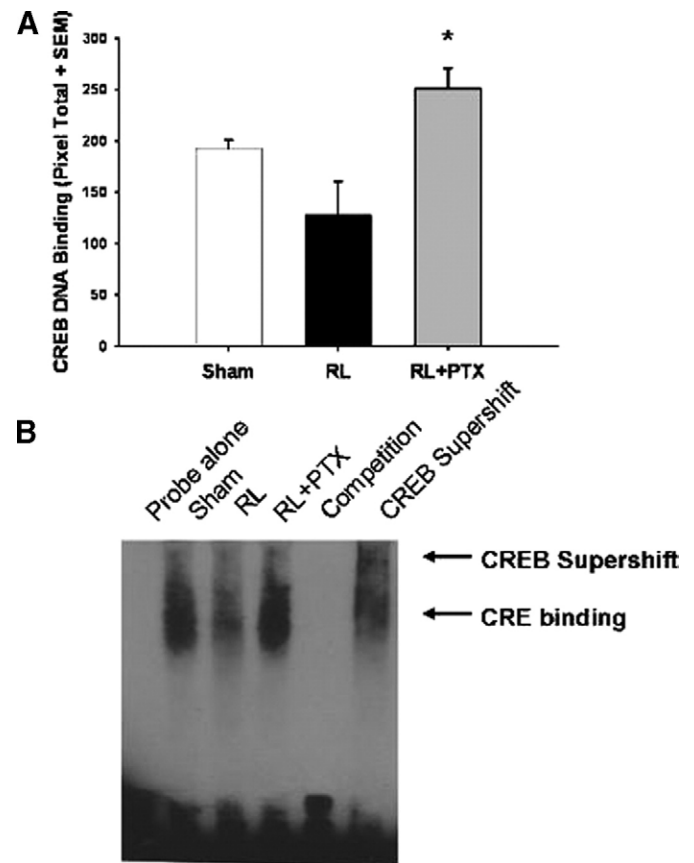 A
CREB DNA Binding (Pixel Total + SEM)
300
250
200
150
100
50
0
*
Sham RL RL+PTX
B
Probe alone
Sham
RL
RL+PTX
Competition
CREB Supershift
CREB Supershift
CRE binding